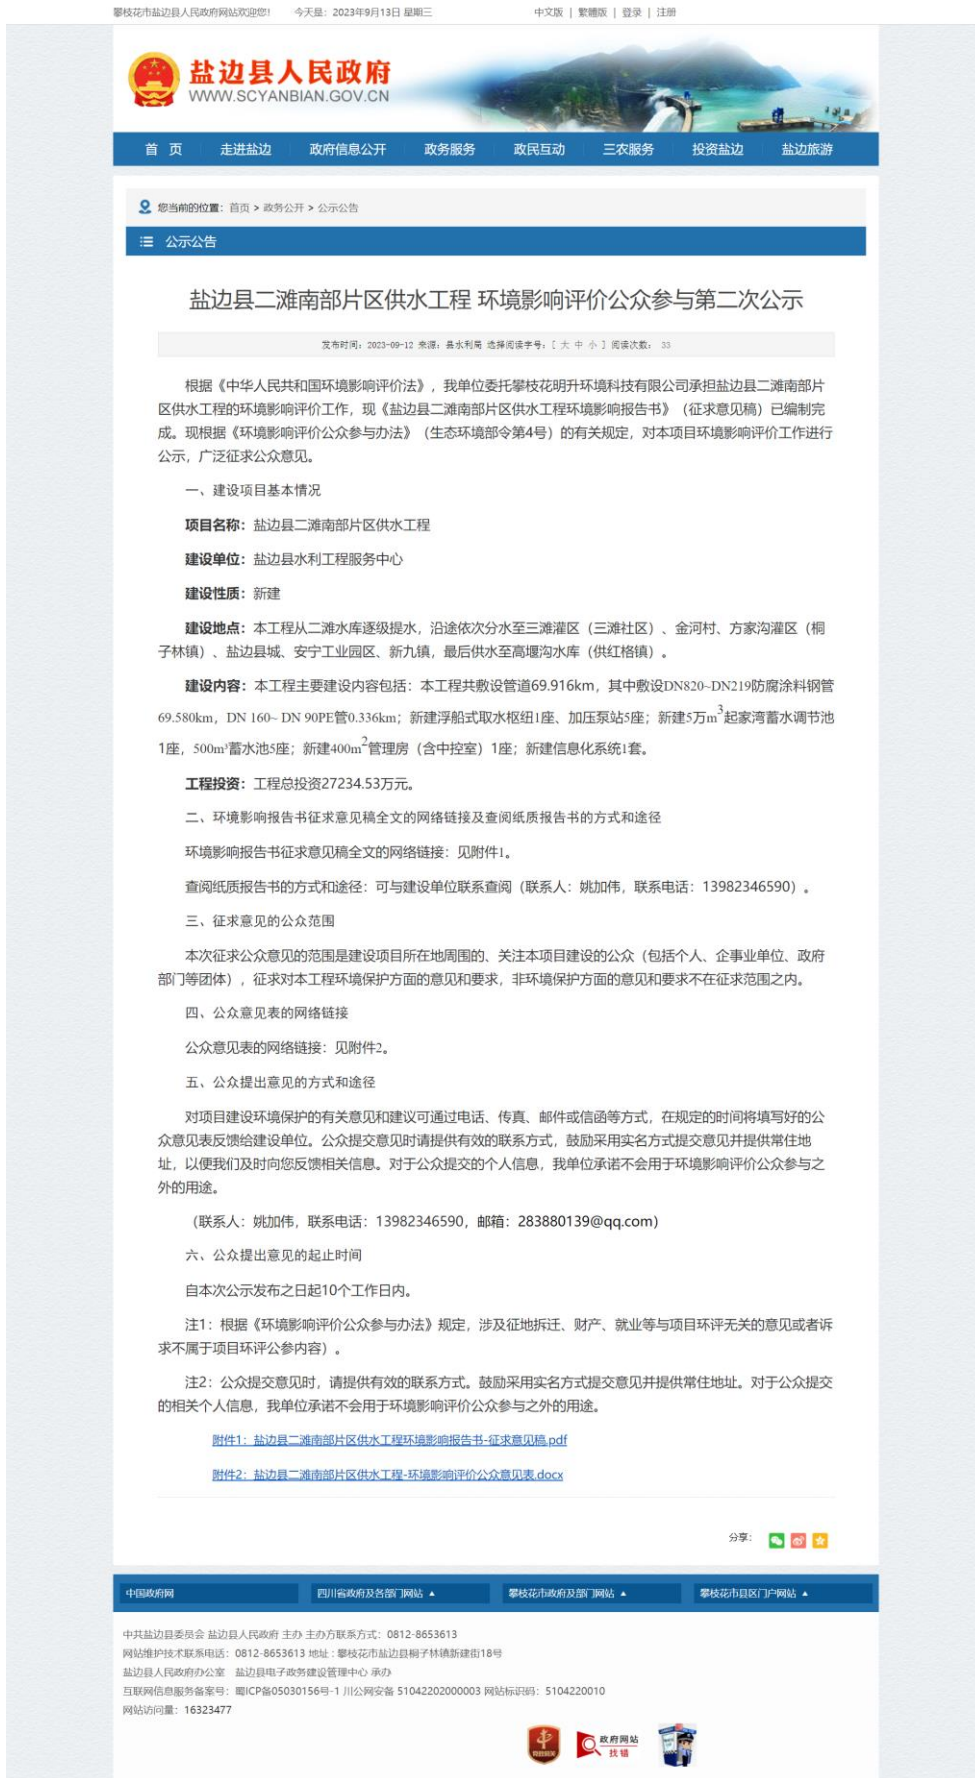 攀枝花市盐边县人民政府网站欢迎您! 今天是：2023年9月13日 星期三 中文版 | 繁體版 | 登录 | 注册
盐边县人民政府
WWW.SCYANBIAN.GOV.CN
首 页 走进盐边 政府信息公开 政务服务 政民互动 三农服务 投资盐边 盐边旅游
您当前的位置：首页 > 政务公开 > 公示公告
公示公告
盐边县二滩南部片区供水工程 环境影响评价公众参与第二次公示
发布时间：2023-09-12 来源：县水利局 选择阅读字号：[ 大 中 小 ] 阅读次数： 33
根据《中华人民共和国环境影响评价法》，我单位委托攀枝花明升环境科技有限公司承担盐边县二滩南部片
区供水工程的环境影响评价工作，现《盐边县二滩南部片区供水工程环境影响报告书》（征求意见稿）已编制完
成。现根据《环境影响评价公众参与办法》（生态环境部令第4号）的有关规定，对本项目环境影响评价工作进行
公示，广泛征求公众意见。
一、建设项目基本情况
项目名称：盐边县二滩南部片区供水工程
建设单位：盐边县水利工程服务中心
建设性质：新建
建设地点：本工程从二滩水库逐级提水，沿途依次分水至三滩灌区（三滩社区）、金河村、方家沟灌区（桐
子林镇）、盐边县城、安宁工业园区、新九镇，最后供水至高堰沟水库（供红格镇）。
建设内容：本工程主要建设内容包括：本工程共敷设管道69.916km，其中敷设DN820~DN219防腐涂料钢管
69.580km，DN 160~ DN 90PE管0.336km；新建浮船式取水枢纽1座、加压泵站5座；新建5万m³起家湾蓄水调节池
1座，500m³蓄水池5座；新建400m²管理房（含中控室）1座；新建信息化系统1套。
工程投资：工程总投资27234.53万元。
二、环境影响报告书征求意见稿全文的网络链接及查阅纸质报告书的方式和途径
环境影响报告书征求意见稿全文的网络链接：见附件1。
查阅纸质报告书的方式和途径：可与建设单位联系查阅（联系人：姚加伟，联系电话：13982346590）。
三、征求意见的公众范围
本次征求公众意见的范围是建设项目所在地周围的、关注本项目建设的公众（包括个人、企事业单位、政府
部门等团体），征求对本工程环境保护方面的意见和要求，非环境保护方面的意见和要求不在征求范围之内。
四、公众意见表的网络链接
公众意见表的网络链接：见附件2。
五、公众提出意见的方式和途径
对项目建设环境保护的有关意见和建议可通过电话、传真、邮件或信函等方式，在规定的时间将填写好的公
众意见表反馈给建设单位。公众提交意见时请提供有效的联系方式，鼓励采用实名方式提交意见并提供常住地
址，以便我们及时向您反馈相关信息。对于公众提交的个人信息，我单位承诺不会用于环境影响评价公众参与之
外的用途。
（联系人：姚加伟，联系电话：13982346590，邮箱：283880139@qq.com）
六、公众提出意见的起止时间
自本次公示发布之日起10个工作日内。
注1：根据《环境影响评价公众参与办法》规定，涉及征地拆迁、财产、就业等与项目环评无关的意见或者诉
求不属于项目环评公参内容）。
注2：公众提交意见时，请提供有效的联系方式。鼓励采用实名方式提交意见并提供常住地址。对于公众提交
的相关个人信息，我单位承诺不会用于环境影响评价公众参与之外的用途。
附件1：盐边县二滩南部片区供水工程环境影响报告书-征求意见稿.pdf
附件2：盐边县二滩南部片区供水工程-环境影响评价公众意见表.docx
分享：
中国政府网 四川省政府及各部门网站 ▲ 攀枝花市政府及部门网站 ▲ 攀枝花市县区门户网站 ▲
中共盐边县委员会 盐边县人民政府 主办 主办方联系方式：0812-8653613
网站维护技术联系电话：0812-8653613 地址：攀枝花市盐边县桐子林镇新建街18号
盐边县人民政府办公室 盐边县电子政务建设管理中心 承办
互联网信息服务备案号：蜀ICP备05030156号-1 川公网安备 51042202000003 网站标识码：5104220010
网站访问量：16323477
党政机关 政府网站
找错